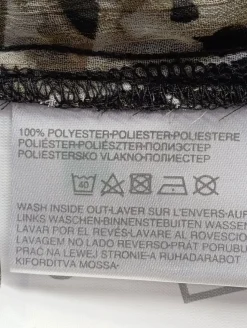 100% POLYESTER-POLIESTER-POLIESTERE
POLIÉSTER-POLIÉSZTER-ПОЛИЭСТЕР
POLIESTERSKO VLAKNO-ПОЛИЕСТЕР
40
WASH INSIDE OUT-LAVER SUR L'ENVERS-AUF
LINKS WASCHEN-BINNENSTEBUITEN WASSEN
LAVAR POR EL REVÉS-LAVARE AL ROVESCIO
LAVAGEM NO LADO REVERSO-PRAT PORUBU
PRAĆ NA LEWEJ STRONIE-A RUHADARABOT
KIFORDÍTVA MOSSA-